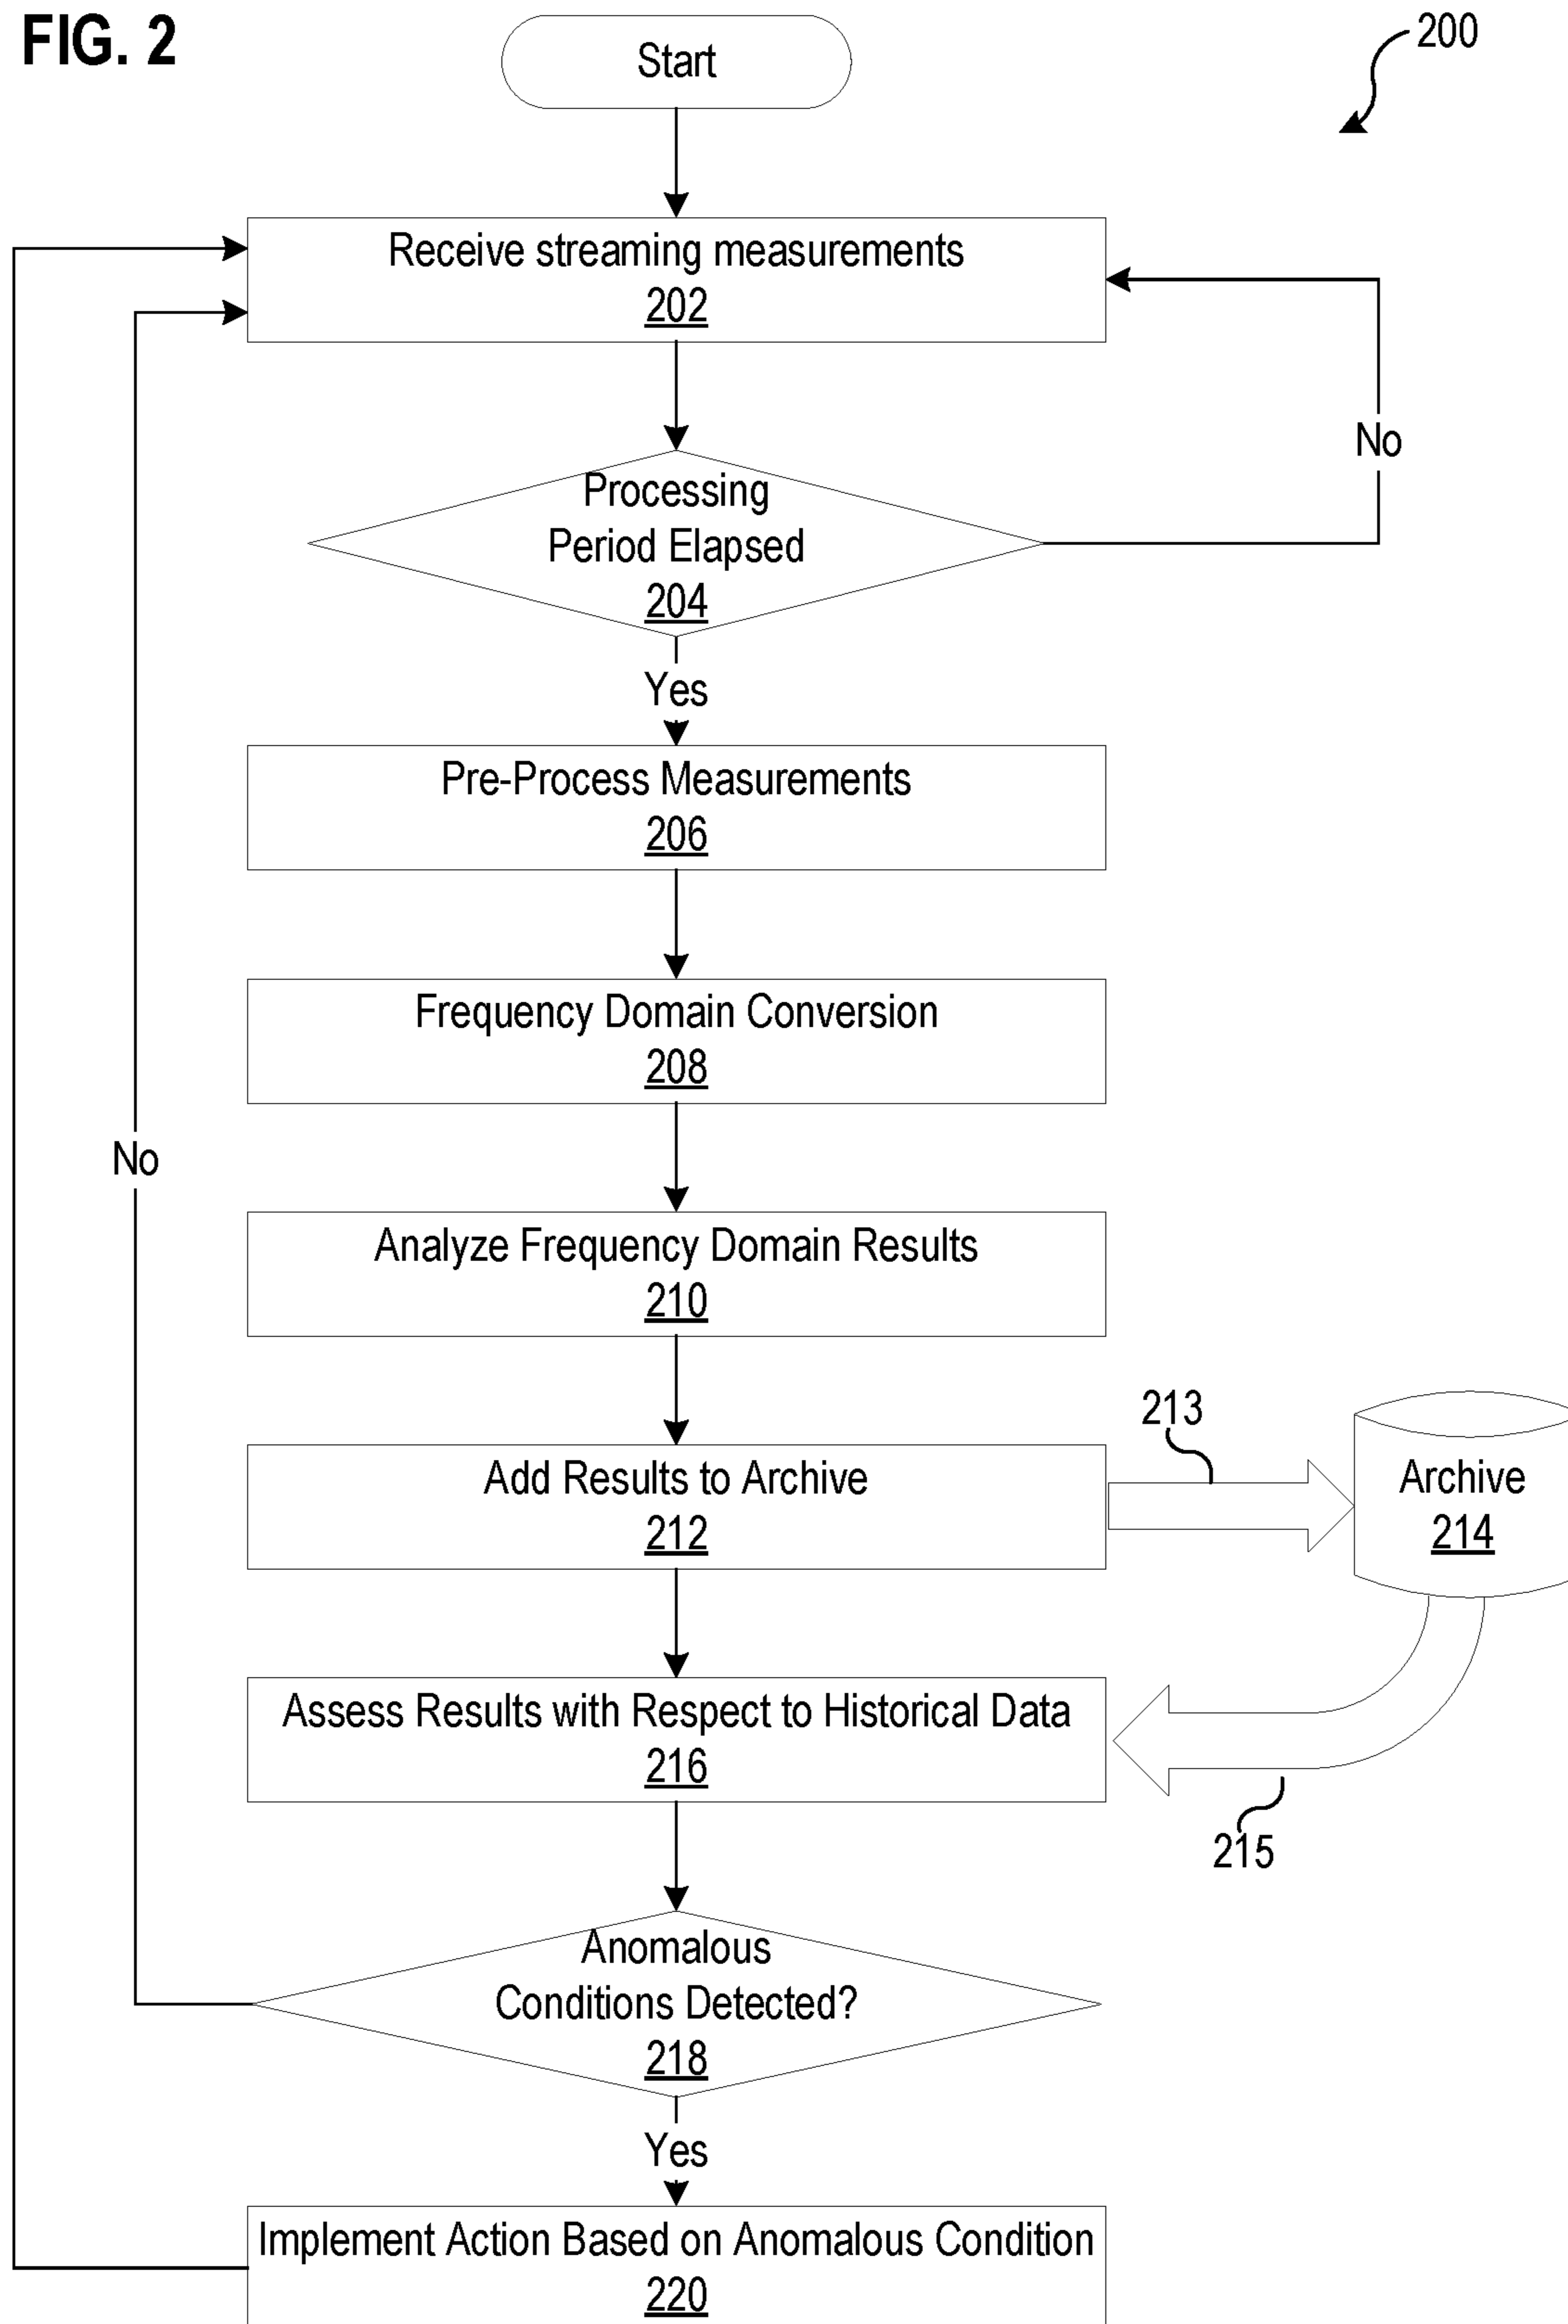 FIG. 2
200
Start
Receive streaming measurements
202
No
Processing
Period Elapsed
204
Yes
Pre-Process Measurements
206
Frequency Domain Conversion
208
No
Analyze Frequency Domain Results
210
213
Add Results to Archive
212
Archive
214
Assess Results with Respect to Historical Data
216
215
Anomalous
Conditions Detected?
218
Yes
Implement Action Based on Anomalous Condition
220